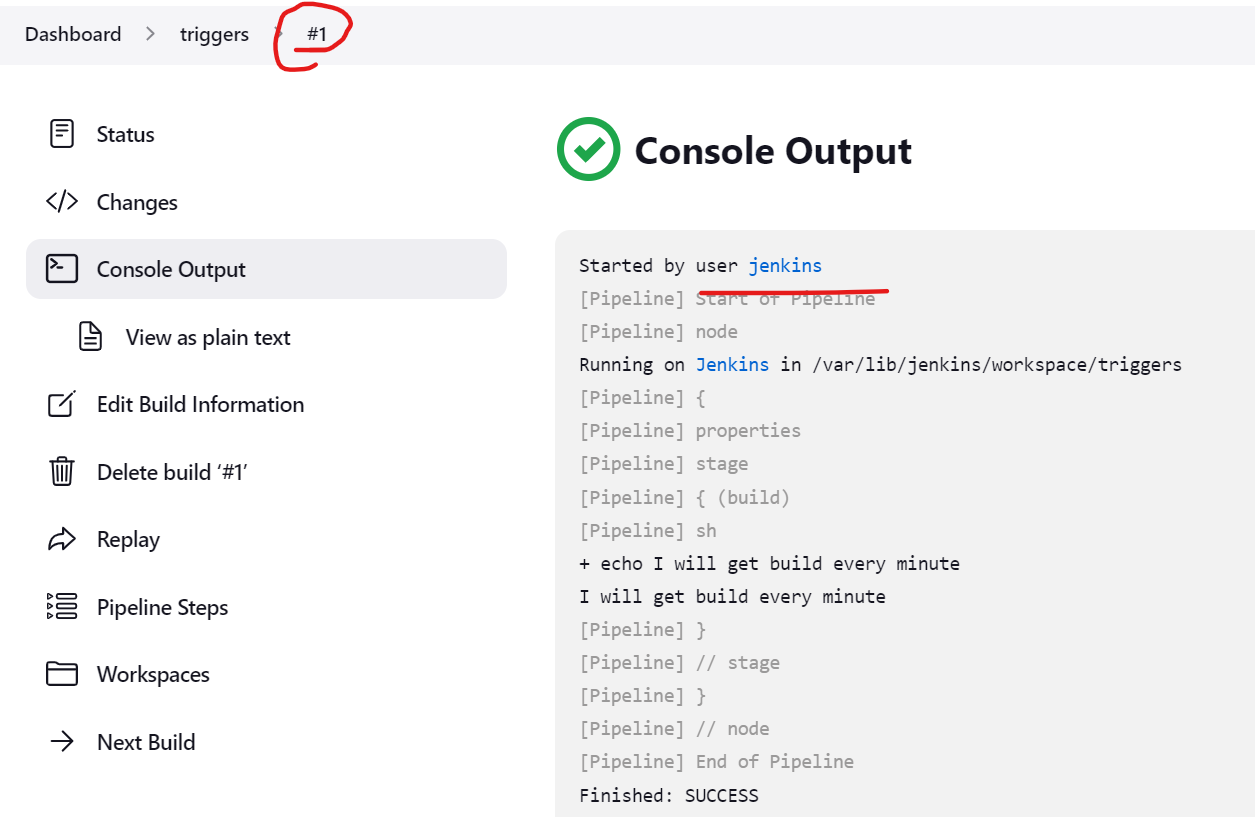 Dashboard > triggers > #1
Status
Changes
Console Output
View as plain text
Edit Build Information
Delete build ‘#1’
Replay
Pipeline Steps
Workspaces
Next Build
Console Output
Started by user jenkins
[Pipeline] Start of Pipeline
[Pipeline] node
Running on Jenkins in /var/lib/jenkins/workspace/triggers
[Pipeline] {
[Pipeline] properties
[Pipeline] stage
[Pipeline] { (build)
[Pipeline] sh
+ echo I will get build every minute
I will get build every minute
[Pipeline] }
[Pipeline] // stage
[Pipeline] }
[Pipeline] // node
[Pipeline] End of Pipeline
Finished: SUCCESS